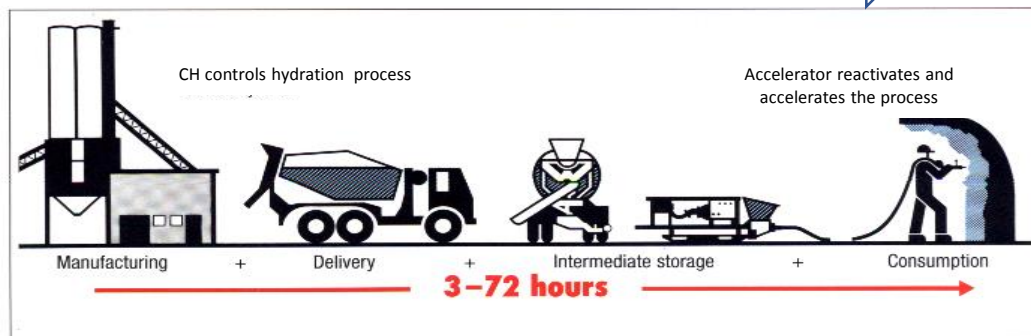 CH controls hydration process
Accelerator reactivates and
accelerates the process
Manufacturing + Delivery + Intermediate storage + Consumption
3–72 hours